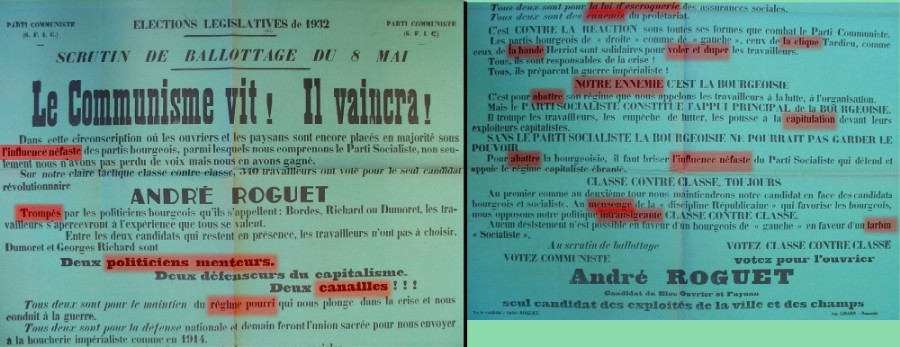 PARTI COMMUNISTE
(S. F. I. C.)
ELECTIONS LEGISLATIVES de 1932
PARTI COMMUNISTE
(S. F. I. C.)
SCRUTIN DE BALLOTTAGE DU 8 MAI
Le Communisme vit ! Il vaincra !
Dans cette circonscription où les ouvriers et les paysans sont encore placés en majorité sous
l'influence néfaste des partis bourgeois, parmi lesquels nous comprenons le Parti Socialiste, non seu-
lement nous n'avons pas perdu de voix mais nous en avons gagné.
Sur notre claire tactique classe contre classe, 340 travailleurs ont voté pour le seul candidat
révolutionnaire
ANDRÉ ROGUET
Trompés par les politiciens bourgeois qu'ils s'appellent : Bordes, Richard ou Dumoret, les tra-
vailleurs s'apercevront à l'expérience que tous se valent.
Entre les deux candidats qui restent en présence, les travailleurs n'ont pas à choisir,
Dumoret et Georges Richard sont
Deux politiciens menteurs.
Deux défenseurs du capitalisme.
Deux canailles ! ! !
Tous deux sont pour le maintien du régime pourri qui nous plonge dans la crise et nous
conduit à la guerre.
Tous deux sont pour la défense nationale et demain feront l'union sacrée pour nous envoyer
à la boucherie impérialiste comme en 1914.
Tous deux sont pour la loi d'escroquerie des assurances sociales.
Tous deux sont des ennemis du prolétariat.
C'est CONTRE LA REACTION sous toutes ses formes que combat le Parti Communiste.
Les partis bourgeois de « droite » comme de « gauche », ceux de la clique Tardieu, comme
ceux de la bande Herriot sont solidaires pour voler et duper les travailleurs.
Tous, ils sont responsables de la crise !
Tous, ils préparent la guerre impérialiste !
NOTRE ENNEMIE C'EST LA BOURGEOISIE
C'est pour abattre son régime que nous appelons les travailleurs à la lutte, à l'organisation.
Mais le PARTI SOCIALISTE CONSTITUE l'APPUI PRINCIPAL de la BOURGEOISIE.
Il trompe les travailleurs, les empêche de lutter, les pousse à la capitulation devant leurs
exploiteurs capitalistes.
SANS LE PARTI SOCIALISTE LA BOURGEOISIE NE POURRAIT PAS GARDER LE
POUVOIR
Pour abattre la bourgeoisie, il faut briser l'influence néfaste du Parti Socialiste qui défend et
appuie le régime capitaliste ébranlé.
CLASSE CONTRE CLASSE, TOUJOURS
Au premier comme au deuxième tour nous maintiendrons notre candidat en face des candidats
bourgeois et socialiste. Au mensonge de la « discipline Républicaine » qui favorise les bourgeois,
nous opposons notre politique intransigeante CLASSE CONTRE CLASSE.
Aucun désistement n'est possible en faveur d'un bourgeois de « gauche » en faveur d'un larbin
« Socialiste ».
Au scrutin de ballottage VOTEZ CLASSE CONTRE CLASSE
VOTEZ COMMUNISTE votez pour l'ouvrier
André ROGUET
Candidat du Bloc Ouvrier et Paysan
seul candidat des exploités de la ville et des champs
Vu le candidat : André ROGUET.